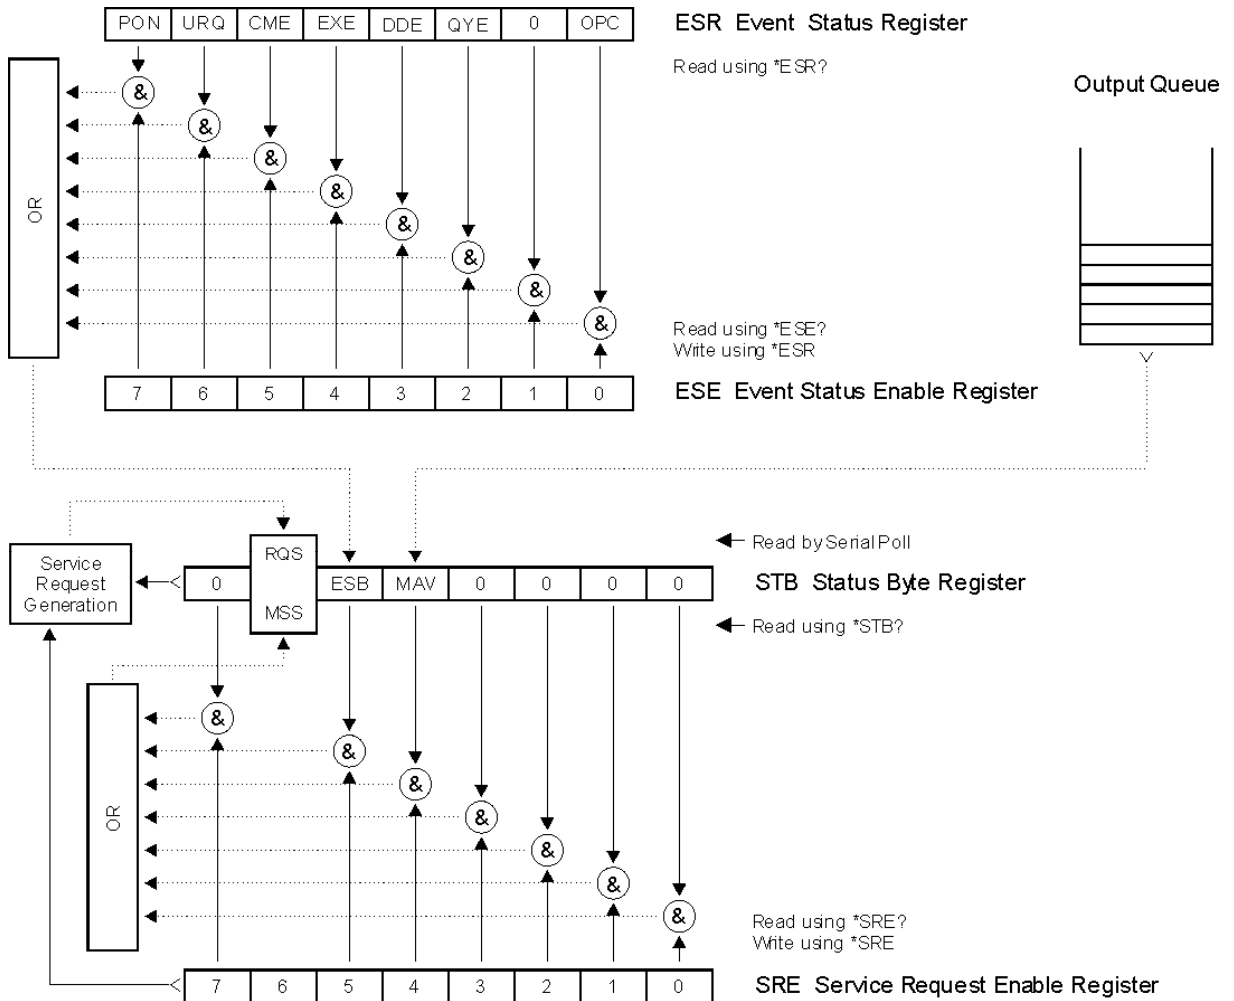 PON URQ CME EXE DDE QYE 0 OPC
ESR Event Status Register
Read using *ESR?
Output Queue
&
&
&
&
&
&
&
&
OR
Read using *ESE?
Write using *ESR
7 6 5 4 3 2 1 0
ESE Event Status Enable Register
Read by Serial Poll
Service
Request
Generation
0 RQS MSS ESB MAV 0 0 0 0
STB Status Byte Register
Read using *STB?
&
&
&
&
&
&
&
OR
Read using *SRE?
Write using *SRE
7 6 5 4 3 2 1 0
SRE Service Request Enable Register